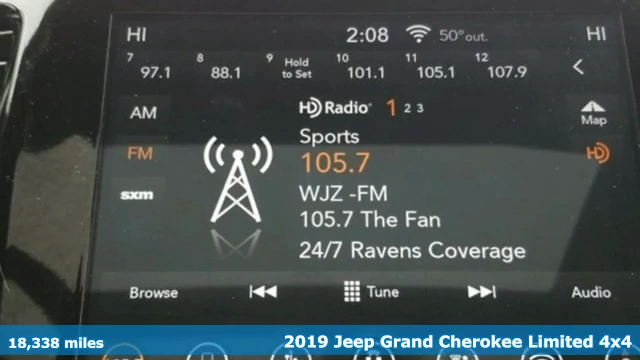 HI 2:08 50° out. HI
7 97.1 8 88.1 9 Hold to Set 10 101.1 11 105.1 12 107.9
AM HD Radio 1 2 3 Map
Sports
FM 105.7 HD
sxm WJZ -FM
105.7 The Fan
24/7 Ravens Coverage
Browse Tune Audio
18,338 miles 2019 Jeep Grand Cherokee Limited 4x4